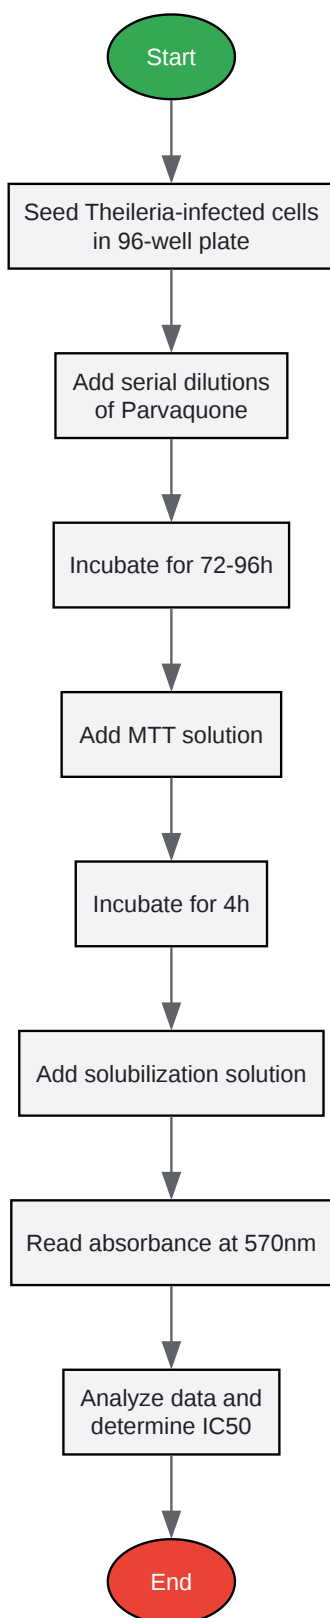 Start
Seed Theileria-infected cells
in 96-well plate
Add serial dilutions
of Parvaquone
Incubate for 72-96h
Add MTT solution
Incubate for 4h
Add solubilization solution
Read absorbance at 570nm
Analyze data and
determine IC50
End